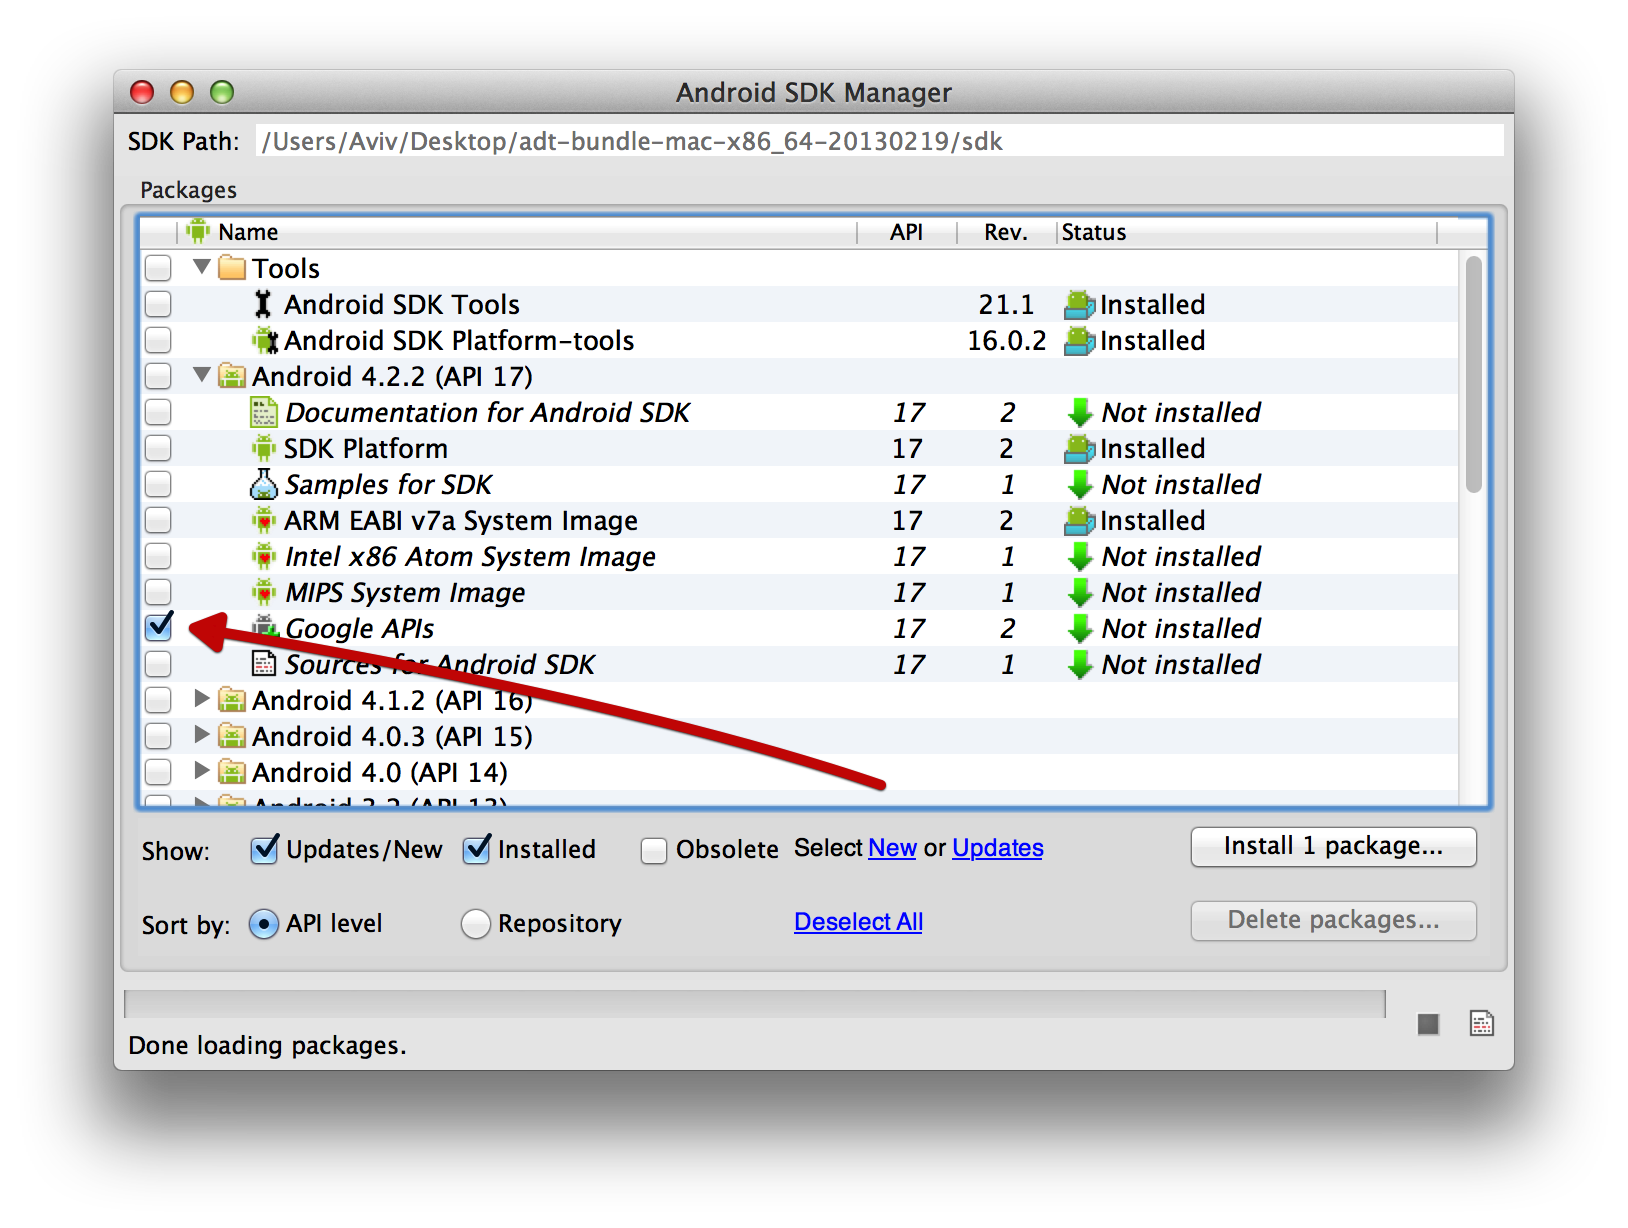 Android SDK Manager
SDK Path: /Users/Aviv/Desktop/adt-bundle-mac-x86_64-20130219/sdk
Packages
Name API Rev. Status
Tools
Android SDK Tools 21.1 Installed
Android SDK Platform-tools 16.0.2 Installed
Android 4.2.2 (API 17)
Documentation for Android SDK 17 2 Not installed
SDK Platform 17 2 Installed
Samples for SDK 17 1 Not installed
ARM EABI v7a System Image 17 2 Installed
Intel x86 Atom System Image 17 1 Not installed
MIPS System Image 17 1 Not installed
Google APIs 17 2 Not installed
Sources for Android SDK 17 1 Not installed
Android 4.1.2 (API 16)
Android 4.0.3 (API 15)
Android 4.0 (API 14)
Android 3.2 (API 13)
Show: Updates/New Installed Obsolete Select New or Updates Install 1 package...
Sort by: API level Repository Deselect All Delete packages...
Done loading packages.